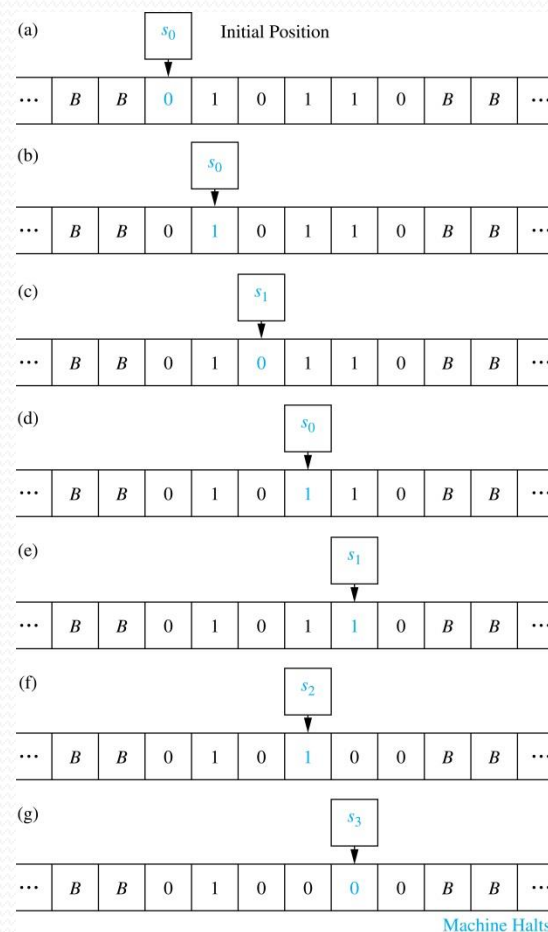 (a) s0 Initial Position
... B B 0 1 0 1 1 0 B B ...
(b) s0
... B B 0 1 0 1 1 0 B B ...
(c) s1
... B B 0 1 0 1 1 0 B B ...
(d) s0
... B B 0 1 0 1 1 0 B B ...
(e) s1
... B B 0 1 0 1 1 0 B B ...
(f) s2
... B B 0 1 0 1 0 0 B B ...
(g) s3
... B B 0 1 0 0 0 0 B B ...
Machine Halts